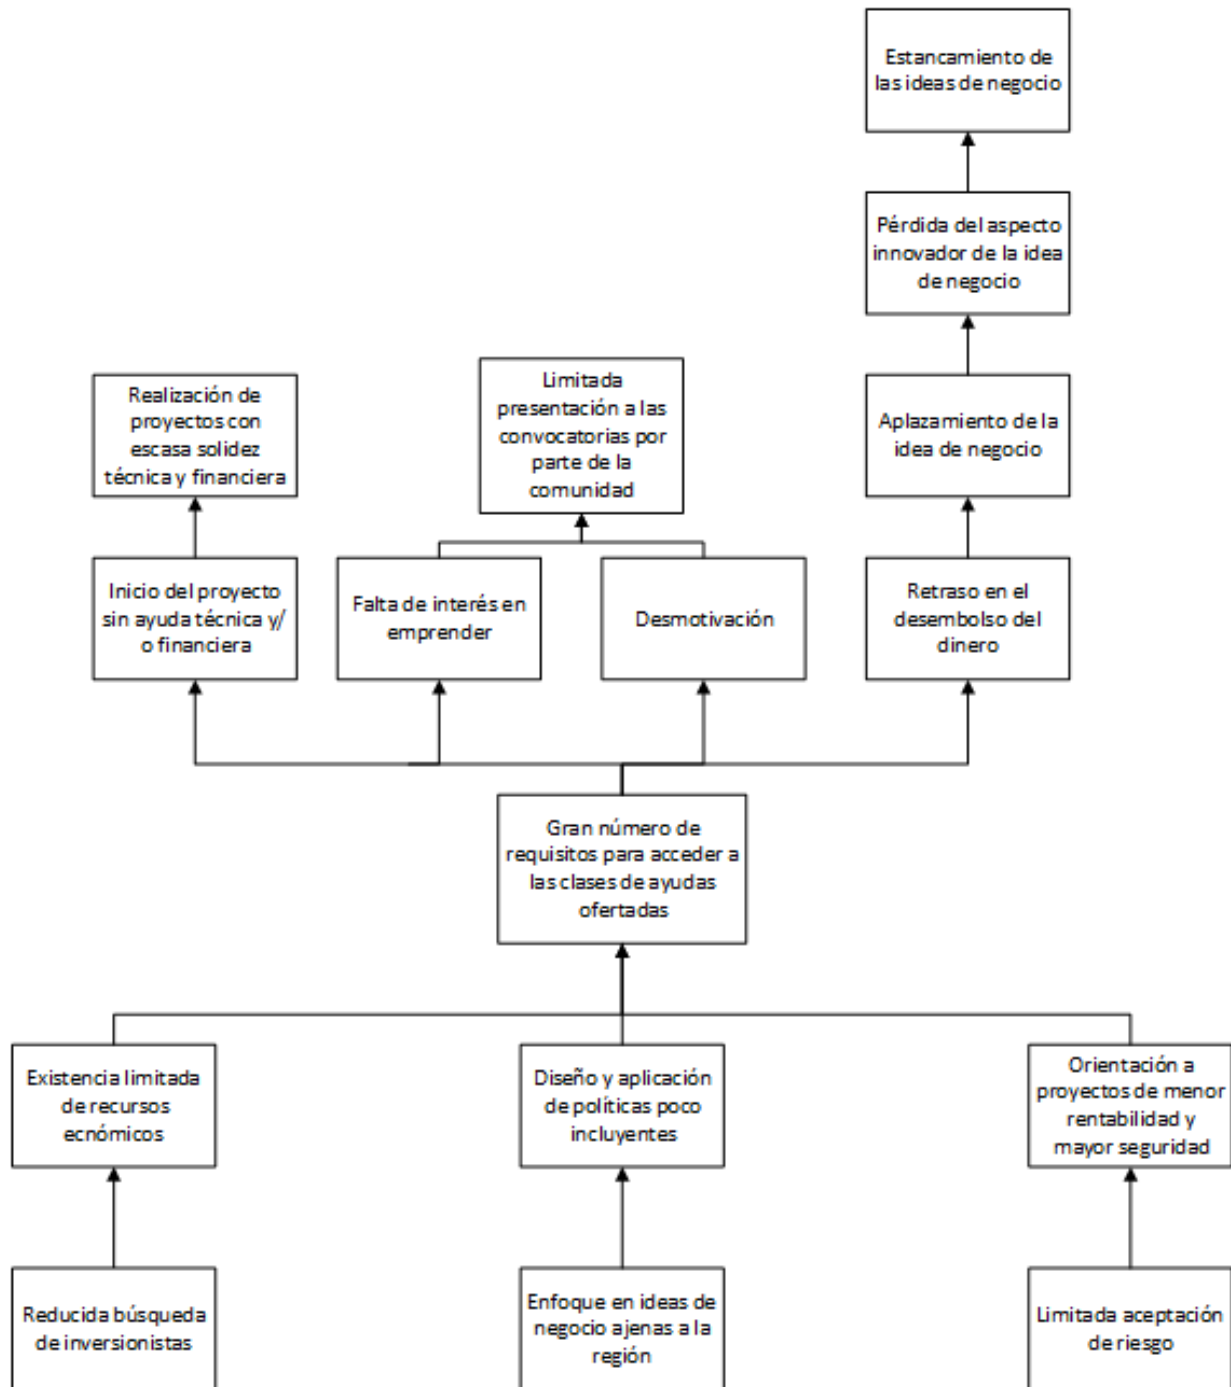 Estancamiento de
las ideas de negocio
Pérdida del aspecto
innovador de la idea
de negocio
Realización de
proyectos con
escasa solidez
técnica y financiera
Limitada
presentación a las
convocatorias por
parte de la
comunidad
Aplazamiento de la
idea de negocio
Inicio del proyecto
sin ayuda técnica y/
o financiera
Falta de interés en
emprender
Desmotivación
Retraso en el
desembolso del
dinero
Gran número de
requisitos para acceder a
las clases de ayudas
ofertadas
Existencia limitada
de recursos
ecnómicos
Diseño y aplicación
de políticas poco
incluyentes
Orientación a
proyectos de menor
rentabilidad y
mayor seguridad
Reducida búsqueda
de inversionistas
Enfoque en ideas de
negocio ajenas a la
región
Limitada aceptación
de riesgo